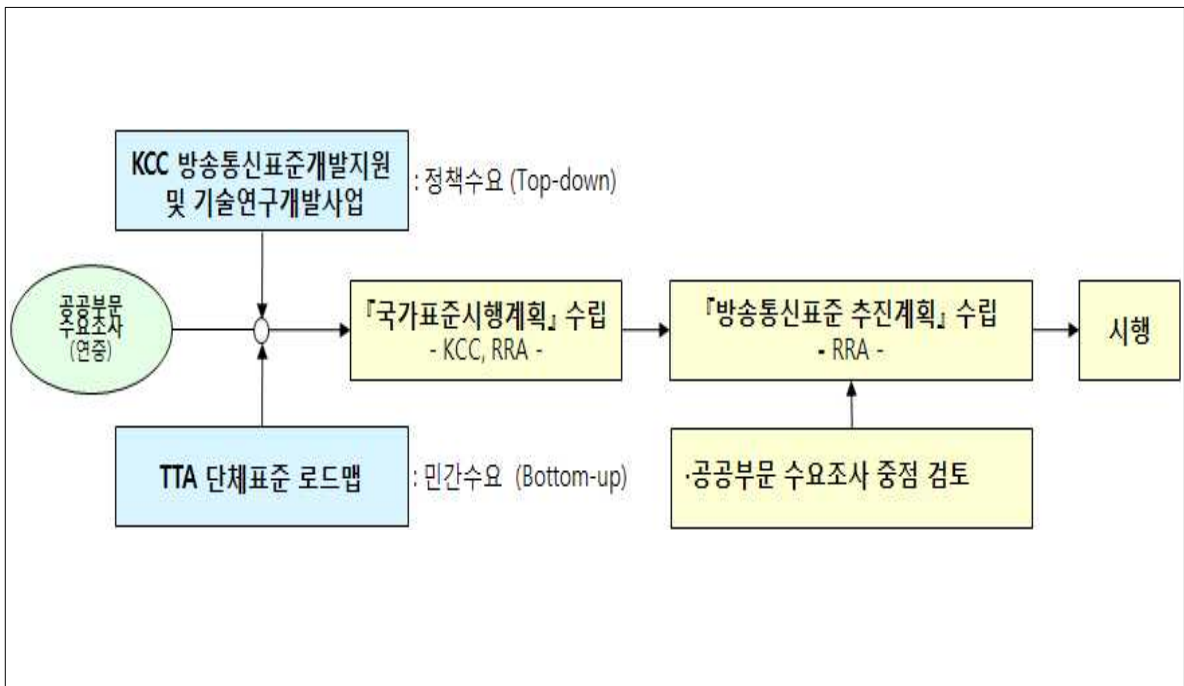 KCC 방송통신표준개발지원
및 기술연구개발사업
: 정책수요 (Top-down)
공공부문
수요조사
(연중)
『국가표준시행계획』 수립
- KCC, RRA -
『방송통신표준 추진계획』 수립
- RRA -
시행
TTA 단체표준 로드맵
: 민간수요 (Bottom-up)
·공공부문 수요조사 중점 검토